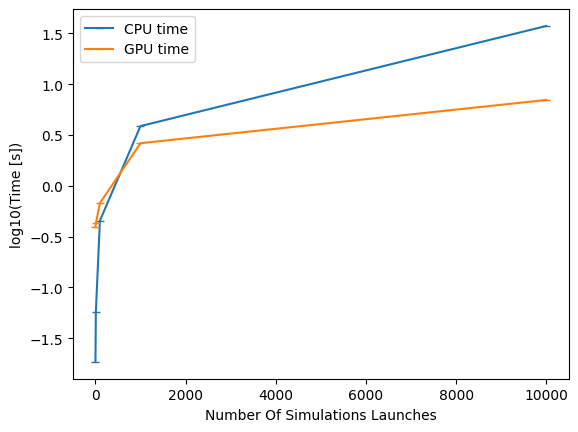 CPU time
GPU time
1.5
1.0
0.5
0.0
−0.5
−1.0
−1.5
log10(Time [s])
0 2000 4000 6000 8000 10000
Number Of Simulations Launches